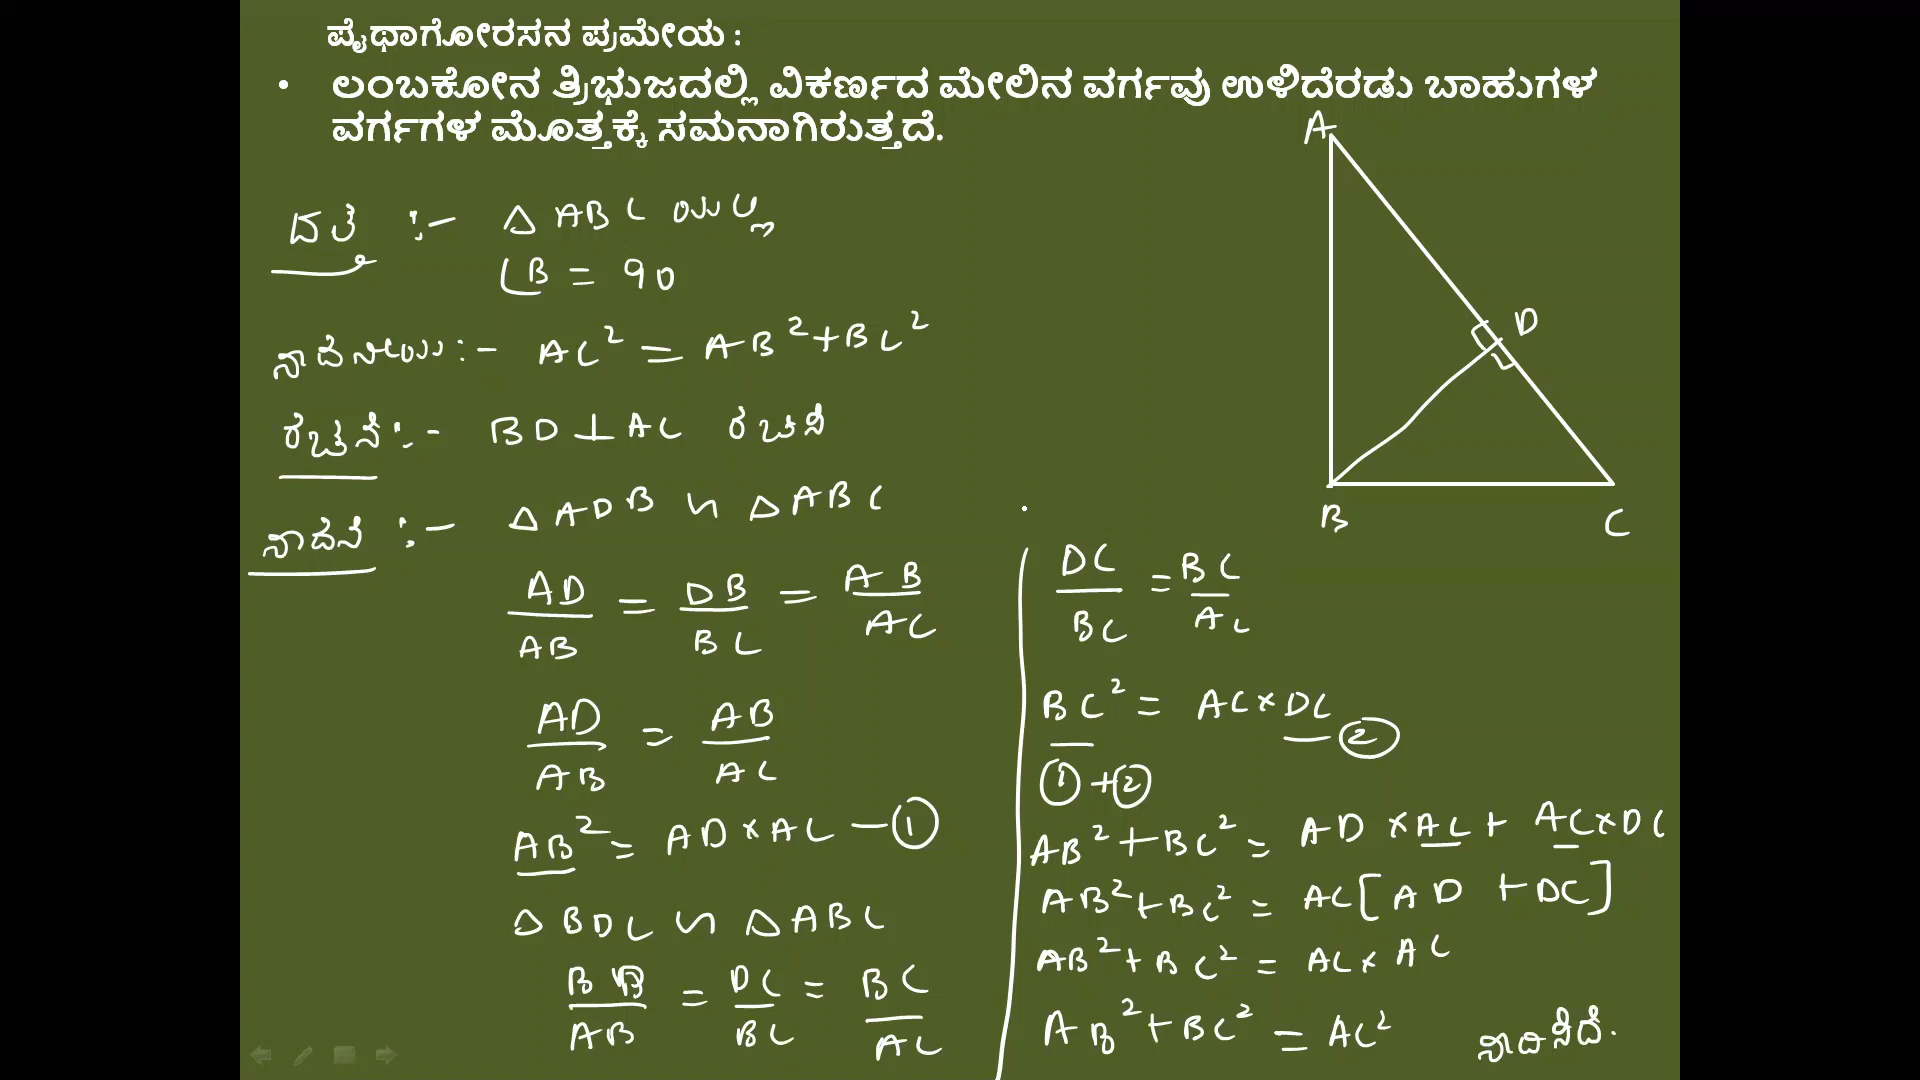 ಪೈಥಾಗೋರಸನ ಪ್ರಮೇಯ :
• ಲಂಬಕೋನ ತ್ರಿಭುಜದಲ್ಲಿ ವಿಕರ್ಣದ ಮೇಲಿನ ವರ್ಗವು ಉಳಿದೆರಡು ಬಾಹುಗಳ
ವರ್ಗಗಳ ಮೊತ್ತಕ್ಕೆ ಸಮನಾಗಿರುತ್ತದೆ.
ದತ್ತ :- △ABC ಯಲ್ಲಿ
∠B = 90
ಸಾಧನೀಯ :- AC² = AB² + BC²
ರಚನೆ :- BD ⊥ AC ರಚಿಸಿ
ಸಾಧನೆ :- △ADB ∽ △ABC
AD/AB = DB/BC = AB/AC
AD/AB = AB/AC
AB² = AD × AC — ①
△BDC ∽ △ABC
BD/AB = DC/BC = BC/AC
DC/BC = BC/AC
BC² = AC × DC ②
① + ②
AB² + BC² = AD × AC + AC × DC
AB² + BC² = AC [AD + DC]
AB² + BC² = AC × AC
AB² + BC² = AC² ಸಾಧಿಸಿದೆ.
A
D
B
C